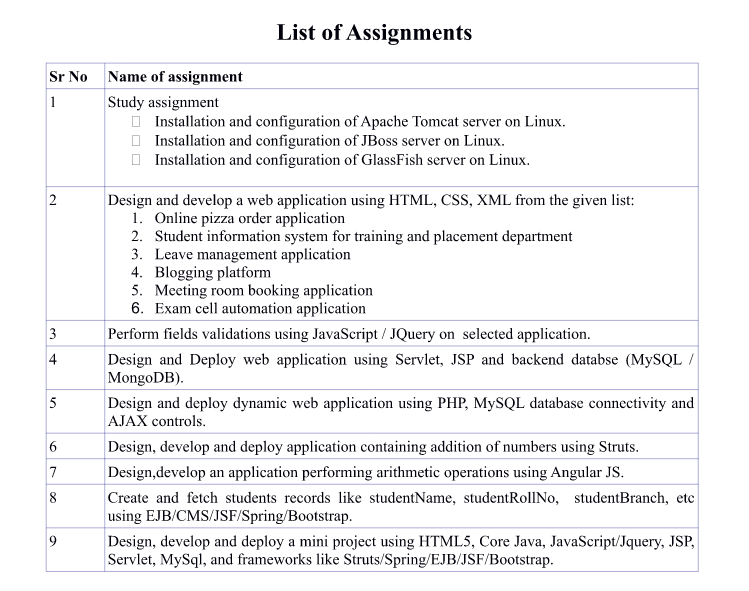 List of Assignments
Sr No Name of assignment
1 Study assignment
Installation and configuration of Apache Tomcat server on Linux.
Installation and configuration of JBoss server on Linux.
Installation and configuration of GlassFish server on Linux.
2 Design and develop a web application using HTML, CSS, XML from the given list:
1. Online pizza order application
2. Student information system for training and placement department
3. Leave management application
4. Blogging platform
5. Meeting room booking application
6. Exam cell automation application
3 Perform fields validations using JavaScript / JQuery on selected application.
4 Design and Deploy web application using Servlet, JSP and backend databse (MySQL /
MongoDB).
5 Design and deploy dynamic web application using PHP, MySQL database connectivity and
AJAX controls.
6 Design, develop and deploy application containing addition of numbers using Struts.
7 Design,develop an application performing arithmetic operations using Angular JS.
8 Create and fetch students records like studentName, studentRollNo, studentBranch, etc
using EJB/CMS/JSF/Spring/Bootstrap.
9 Design, develop and deploy a mini project using HTML5, Core Java, JavaScript/Jquery, JSP,
Servlet, MySql, and frameworks like Struts/Spring/EJB/JSF/Bootstrap.